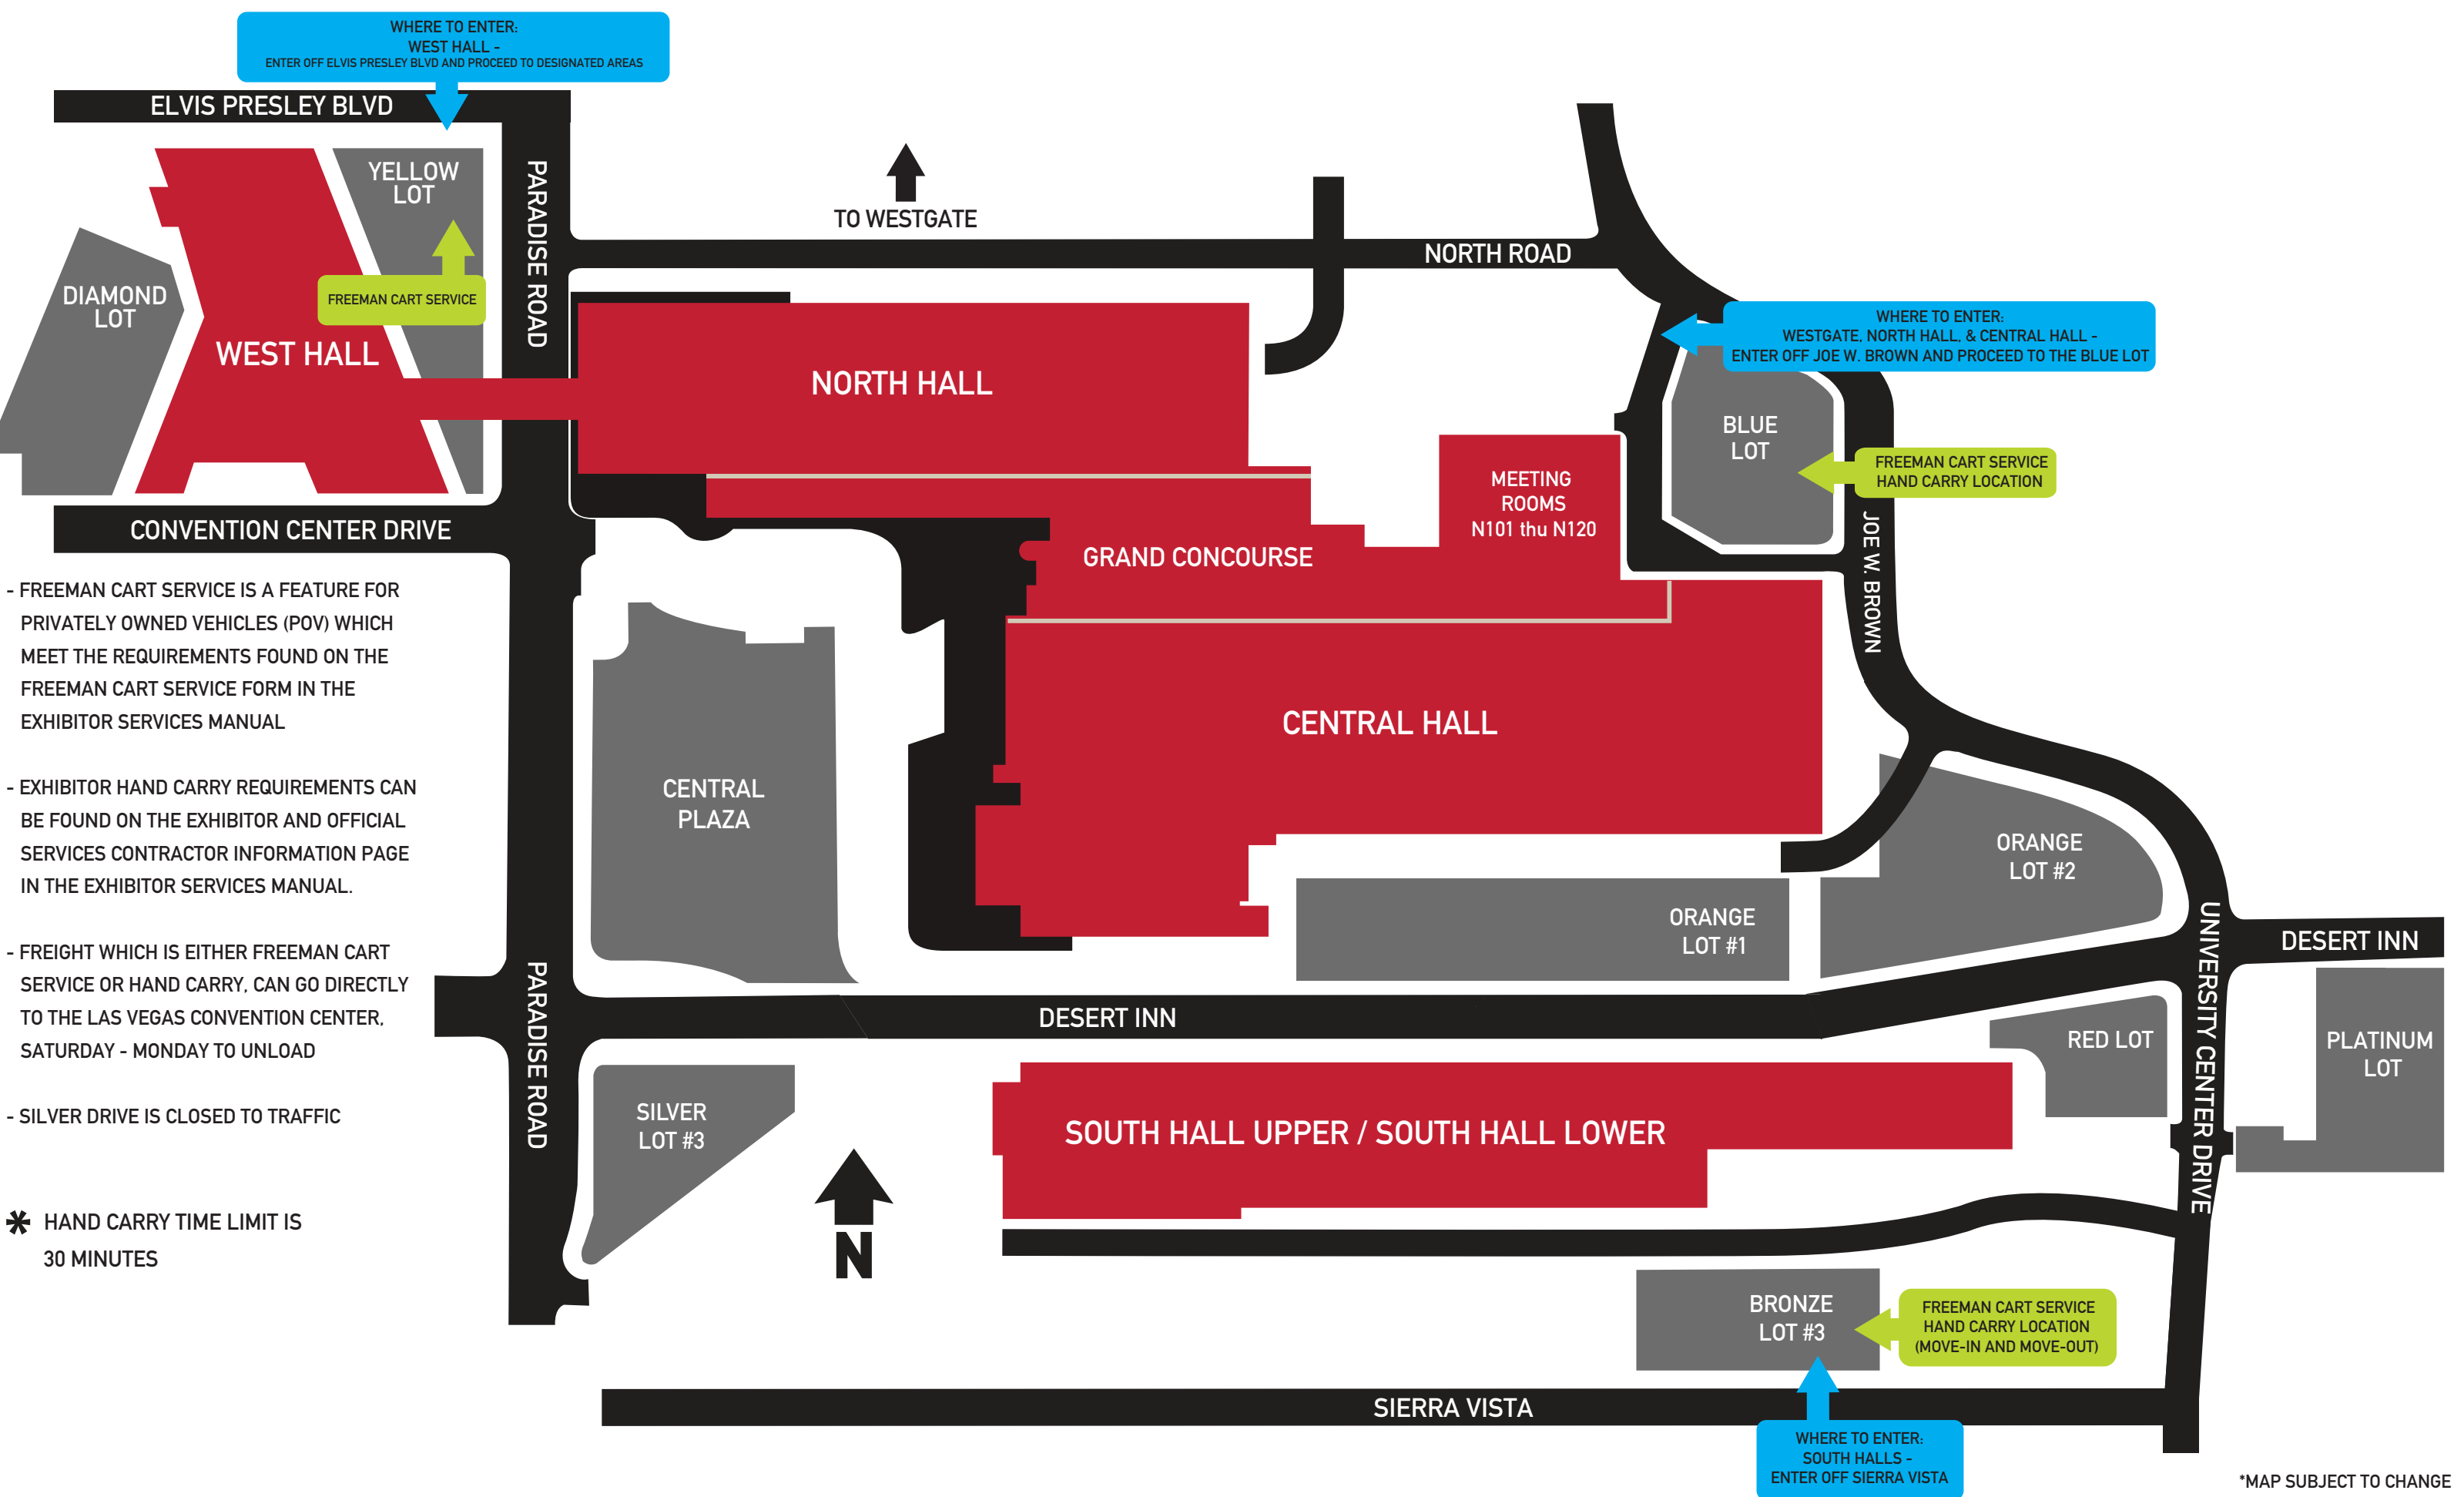 WHERE TO ENTER:
WEST HALL -
ENTER OFF ELVIS PRESLEY BLVD AND PROCEED TO DESIGNATED AREAS
ELVIS PRESLEY BLVD
YELLOW
LOT
PARADISE ROAD
TO WESTGATE
NORTH ROAD
DIAMOND
LOT
FREEMAN CART SERVICE
WEST HALL
NORTH HALL
WHERE TO ENTER:
WESTGATE, NORTH HALL, & CENTRAL HALL -
ENTER OFF JOE W. BROWN AND PROCEED TO THE BLUE LOT
BLUE
LOT
FREEMAN CART SERVICE
HAND CARRY LOCATION
MEETING
ROOMS
N101 thu N120
JOE W. BROWN
CONVENTION CENTER DRIVE
GRAND CONCOURSE
- FREEMAN CART SERVICE IS A FEATURE FOR
PRIVATELY OWNED VEHICLES (POV) WHICH
MEET THE REQUIREMENTS FOUND ON THE
FREEMAN CART SERVICE FORM IN THE
EXHIBITOR SERVICES MANUAL
- EXHIBITOR HAND CARRY REQUIREMENTS CAN
BE FOUND ON THE EXHIBITOR AND OFFICIAL
SERVICES CONTRACTOR INFORMATION PAGE
IN THE EXHIBITOR SERVICES MANUAL.
- FREIGHT WHICH IS EITHER FREEMAN CART
SERVICE OR HAND CARRY, CAN GO DIRECTLY
TO THE LAS VEGAS CONVENTION CENTER,
SATURDAY - MONDAY TO UNLOAD
- SILVER DRIVE IS CLOSED TO TRAFFIC
* HAND CARRY TIME LIMIT IS
30 MINUTES
CENTRAL HALL
CENTRAL
PLAZA
ORANGE
LOT #2
ORANGE
LOT #1
UNIVERSITY CENTER DRIVE
DESERT INN
PARADISE ROAD
DESERT INN
RED LOT
PLATINUM
LOT
SILVER
LOT #3
SOUTH HALL UPPER / SOUTH HALL LOWER
N
BRONZE
LOT #3
FREEMAN CART SERVICE
HAND CARRY LOCATION
(MOVE-IN AND MOVE-OUT)
SIERRA VISTA
WHERE TO ENTER:
SOUTH HALLS -
ENTER OFF SIERRA VISTA
*MAP SUBJECT TO CHANGE